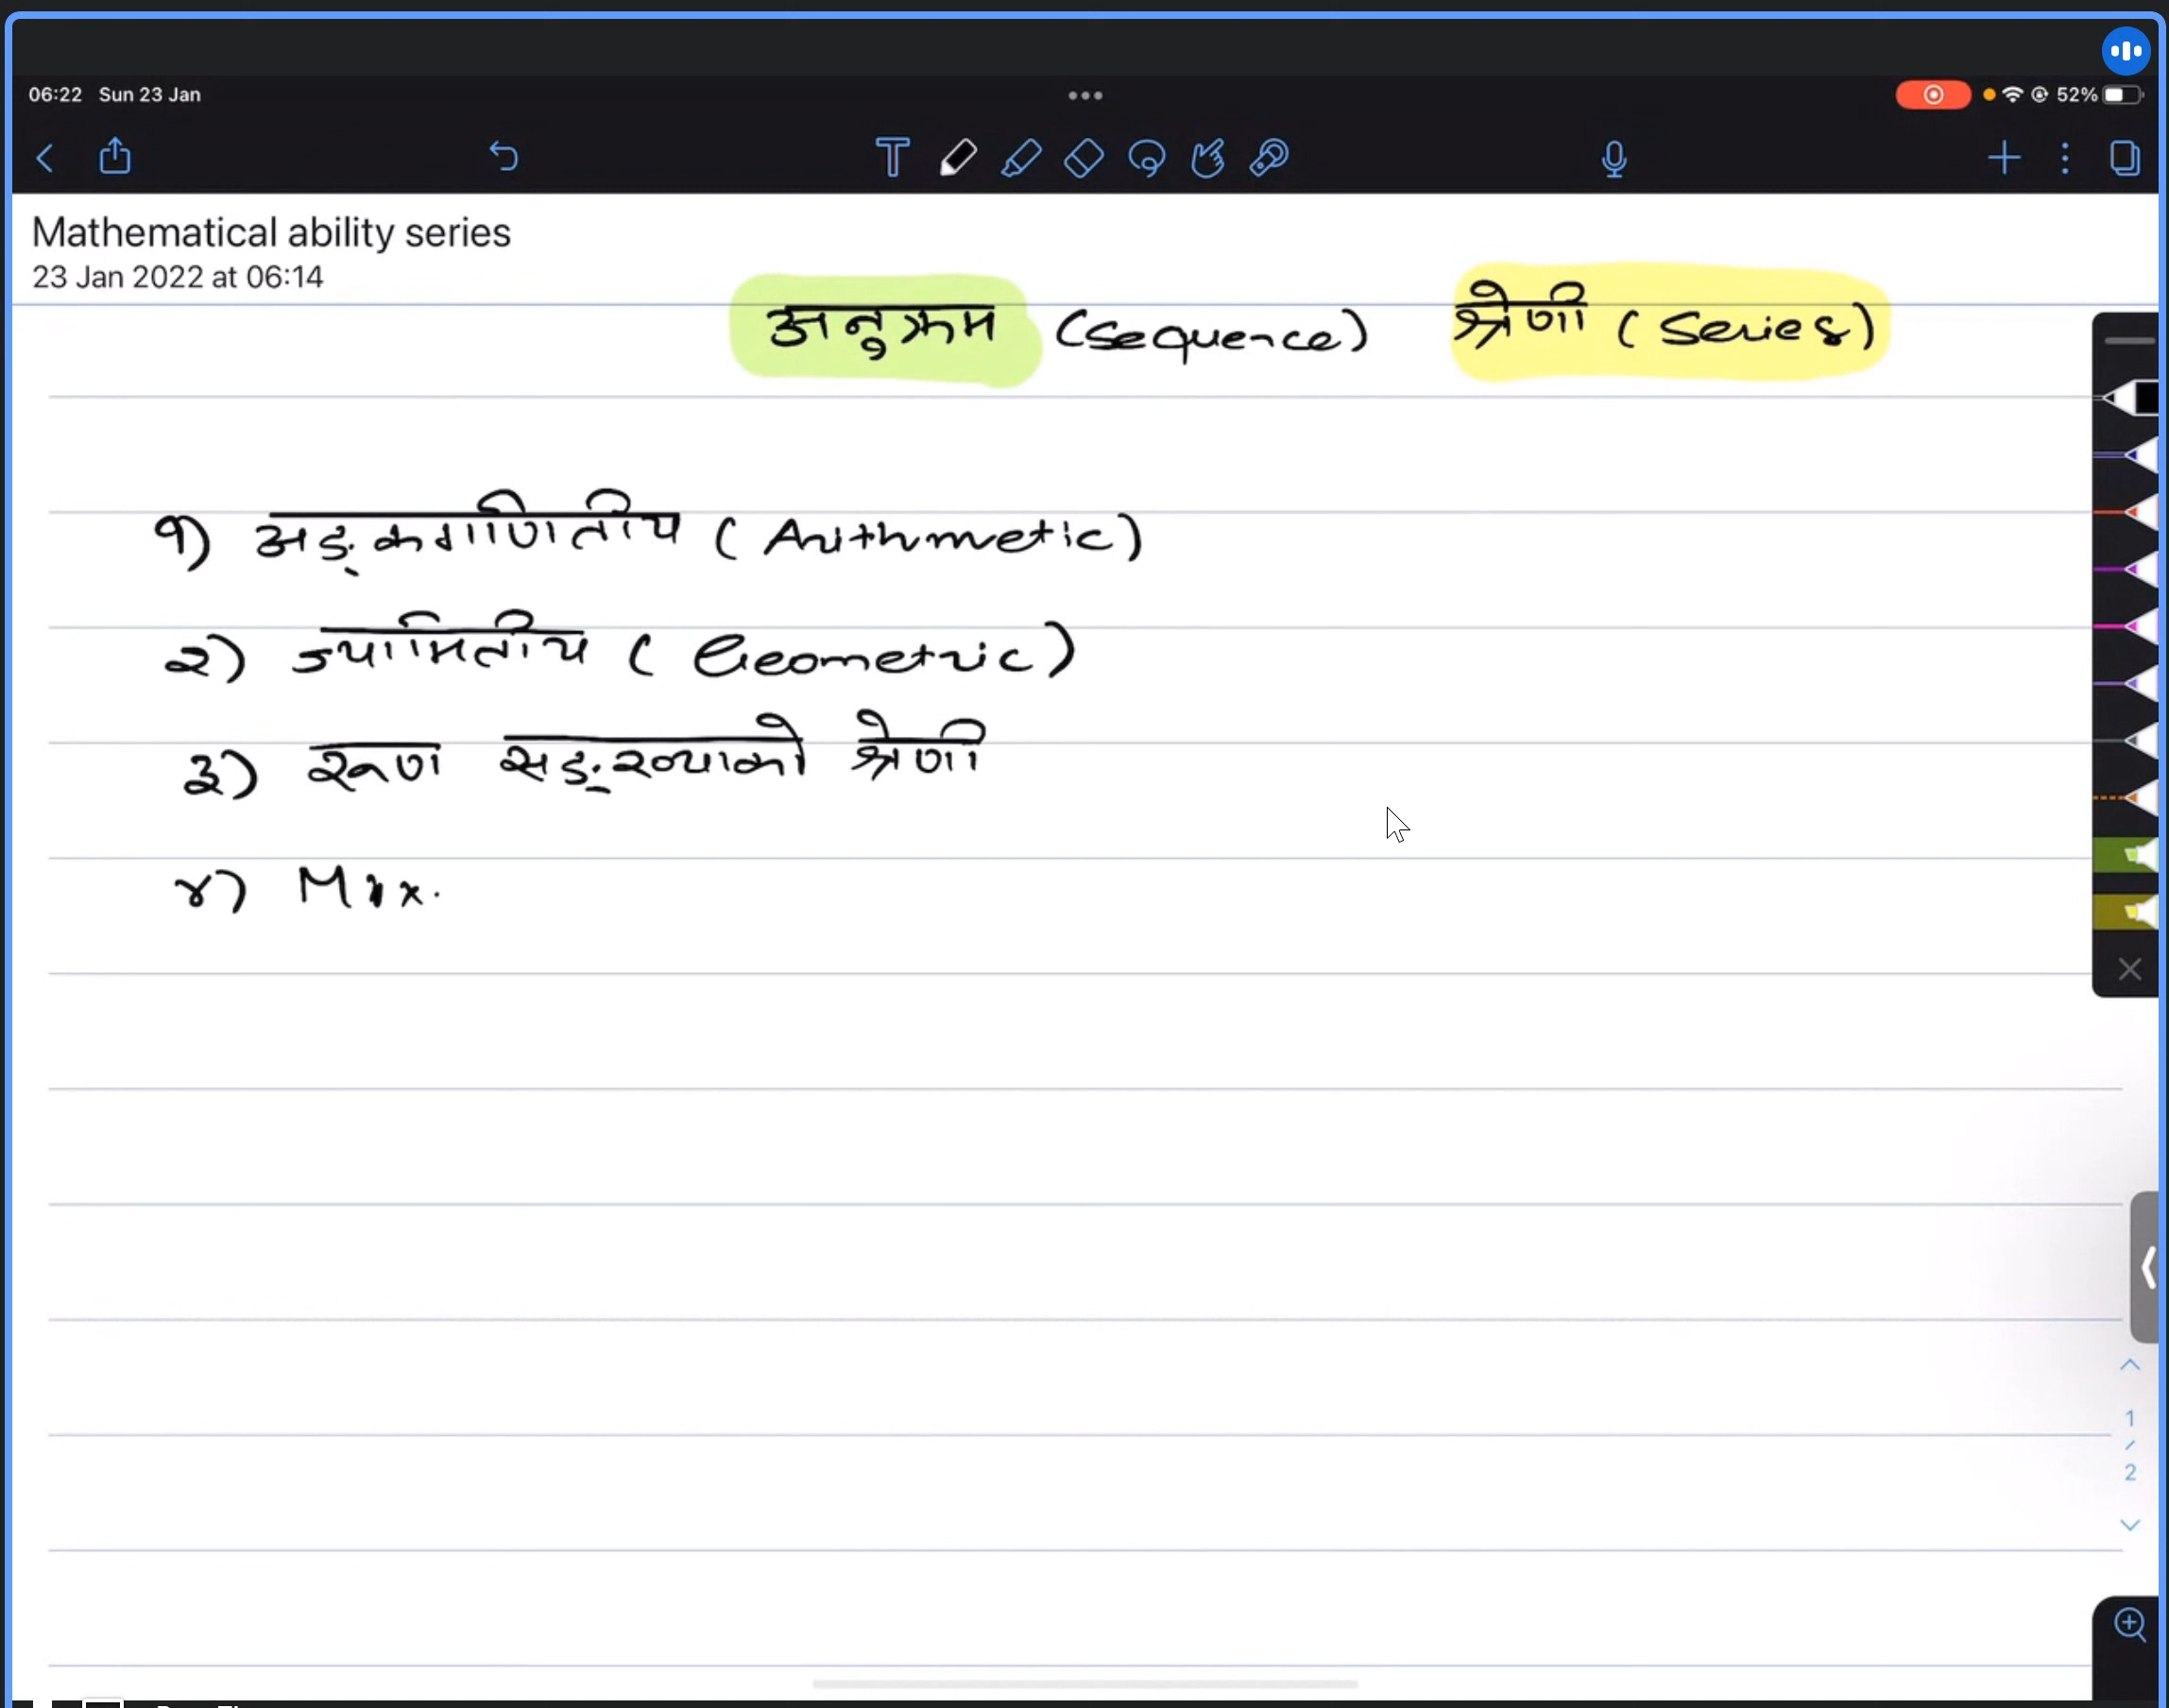 06:22 Sun 23 Jan
52%
Mathematical ability series
23 Jan 2022 at 06:14
अनुक्रम (Sequence) श्रेणी (Series)
१) अङ्कगणितीय (Arithmetic)
२) ज्यामितीय (Geometric)
३) रूण सङ्ख्याको श्रेणी
४) Mix.
1
/
2